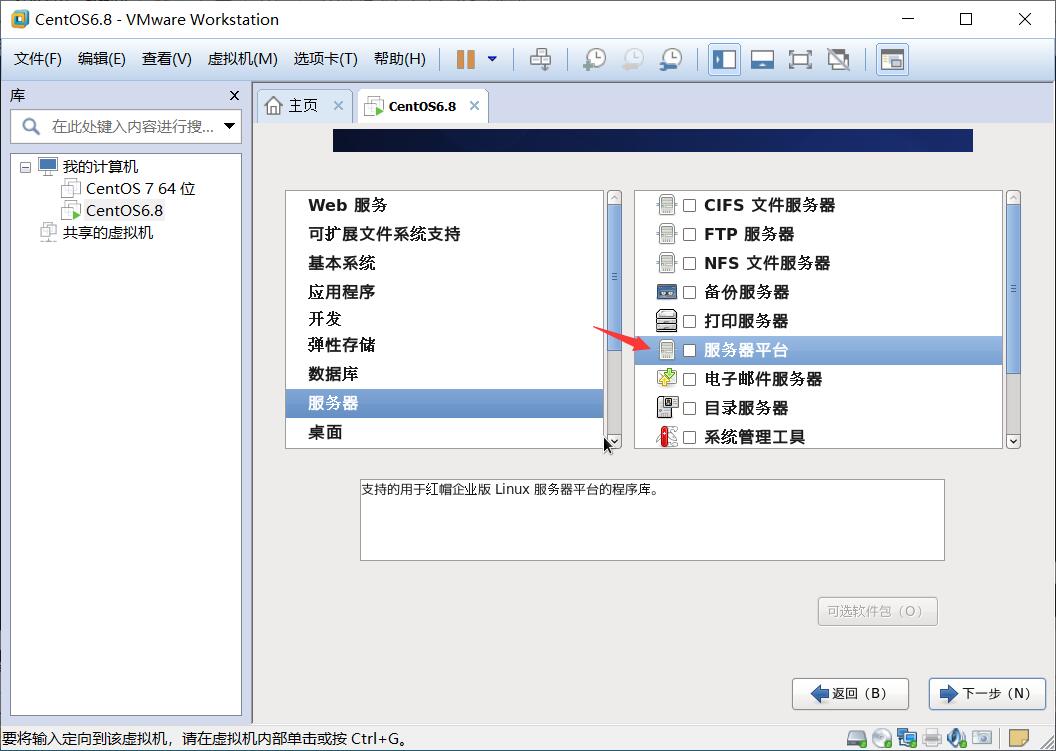 CentOS6.8 - VMware Workstation
文件(F) 编辑(E) 查看(V) 虚拟机(M) 选项卡(T) 帮助(H)
库
在此处键入内容进行搜...
我的计算机
CentOS 7 64 位
CentOS6.8
共享的虚拟机
主页
CentOS6.8
Web 服务
可扩展文件系统支持
基本系统
应用程序
开发
弹性存储
数据库
服务器
桌面
CIFS 文件服务器
FTP 服务器
NFS 文件服务器
备份服务器
打印服务器
服务器平台
电子邮件服务器
目录服务器
系统管理工具
支持的用于红帽企业版 Linux 服务器平台的程序库。
可选软件包（O）
返回（B）
下一步（N）
要将输入定向到该虚拟机，请在虚拟机内部单击或按 Ctrl+G。